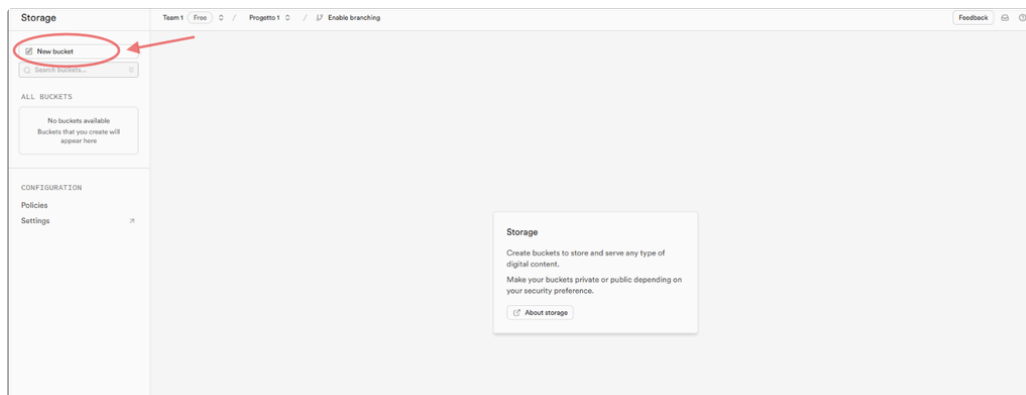 Storage
Team 1 Free / Progetto 1 / Enable branching
Feedback
New bucket
Search buckets...
ALL BUCKETS
No buckets available
Buckets that you create will
appear here
CONFIGURATION
Policies
Settings
Storage
Create buckets to store and serve any type of
digital content.
Make your buckets private or public depending on
your security preference.
About storage